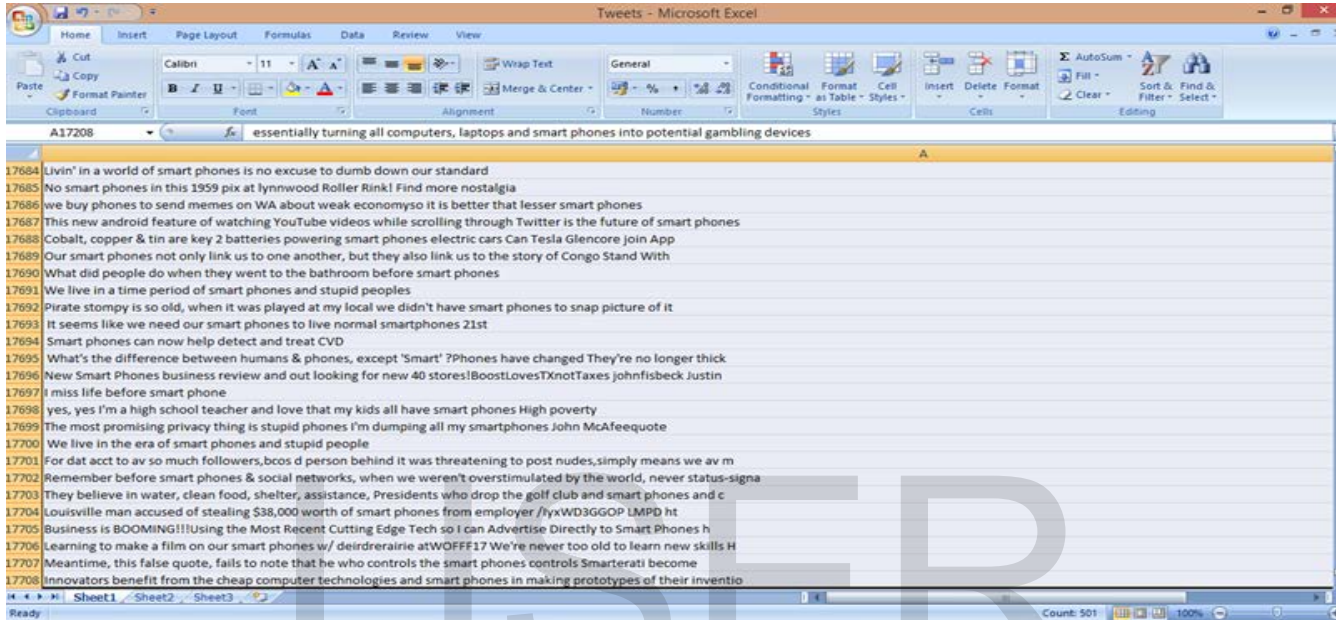 Tweets - Microsoft Excel
Home Insert Page Layout Formulas Data Review View
Cut Calibri 11 Wrap Text General Σ AutoSum
Copy Fill
Paste Format Painter B I U Merge & Center % Conditional Formatting Format as Table Cell Styles Insert Delete Format Clear Sort & Filter Find & Select
Clipboard Font Alignment Number Styles Cells Editing
A17208 fx essentially turning all computers, laptops and smart phones into potential gambling devices
A
17684 Livin' in a world of smart phones is no excuse to dumb down our standard
17685 No smart phones in this 1959 pix at lynnwood Roller Rink! Find more nostalgia
17686 we buy phones to send memes on WA about weak economyso it is better that lesser smart phones
17687 This new android feature of watching YouTube videos while scrolling through Twitter is the future of smart phones
17688 Cobalt, copper & tin are key 2 batteries powering smart phones electric cars Can Tesla Glencore join App
17689 Our smart phones not only link us to one another, but they also link us to the story of Congo Stand With
17690 What did people do when they went to the bathroom before smart phones
17691 We live in a time period of smart phones and stupid peoples
17692 Pirate stompy is so old, when it was played at my local we didn't have smart phones to snap picture of it
17693 It seems like we need our smart phones to live normal smartphones 21st
17694 Smart phones can now help detect and treat CVD
17695 What's the difference between humans & phones, except 'Smart' ?Phones have changed They're no longer thick
17696 New Smart Phones business review and out looking for new 40 stores!BoostLovesTXnotTaxes johnfisbeck Justin
17697 I miss life before smart phone
17698 yes, yes I'm a high school teacher and love that my kids all have smart phones High poverty
17699 The most promising privacy thing is stupid phones I'm dumping all my smartphones John McAfeequote
17700 We live in the era of smart phones and stupid people
17701 For dat acct to av so much followers,bcos d person behind it was threatening to post nudes,simply means we av m
17702 Remember before smart phones & social networks, when we weren't overstimulated by the world, never status-signa
17703 They believe in water, clean food, shelter, assistance, Presidents who drop the golf club and smart phones and c
17704 Louisville man accused of stealing $38,000 worth of smart phones from employer /IyxWD3GGOP LMPD ht
17705 Business is BOOMING!!!Using the Most Recent Cutting Edge Tech so I can Advertise Directly to Smart Phones h
17706 Learning to make a film on our smart phones w/ deirdrerairie atWOFFF17 We're never too old to learn new skills H
17707 Meantime, this false quote, fails to note that he who controls the smart phones controls Smarterati become
17708 Innovators benefit from the cheap computer technologies and smart phones in making prototypes of their inventio
Sheet1 Sheet2 Sheet3
Ready Count: 501 100%
IJSER